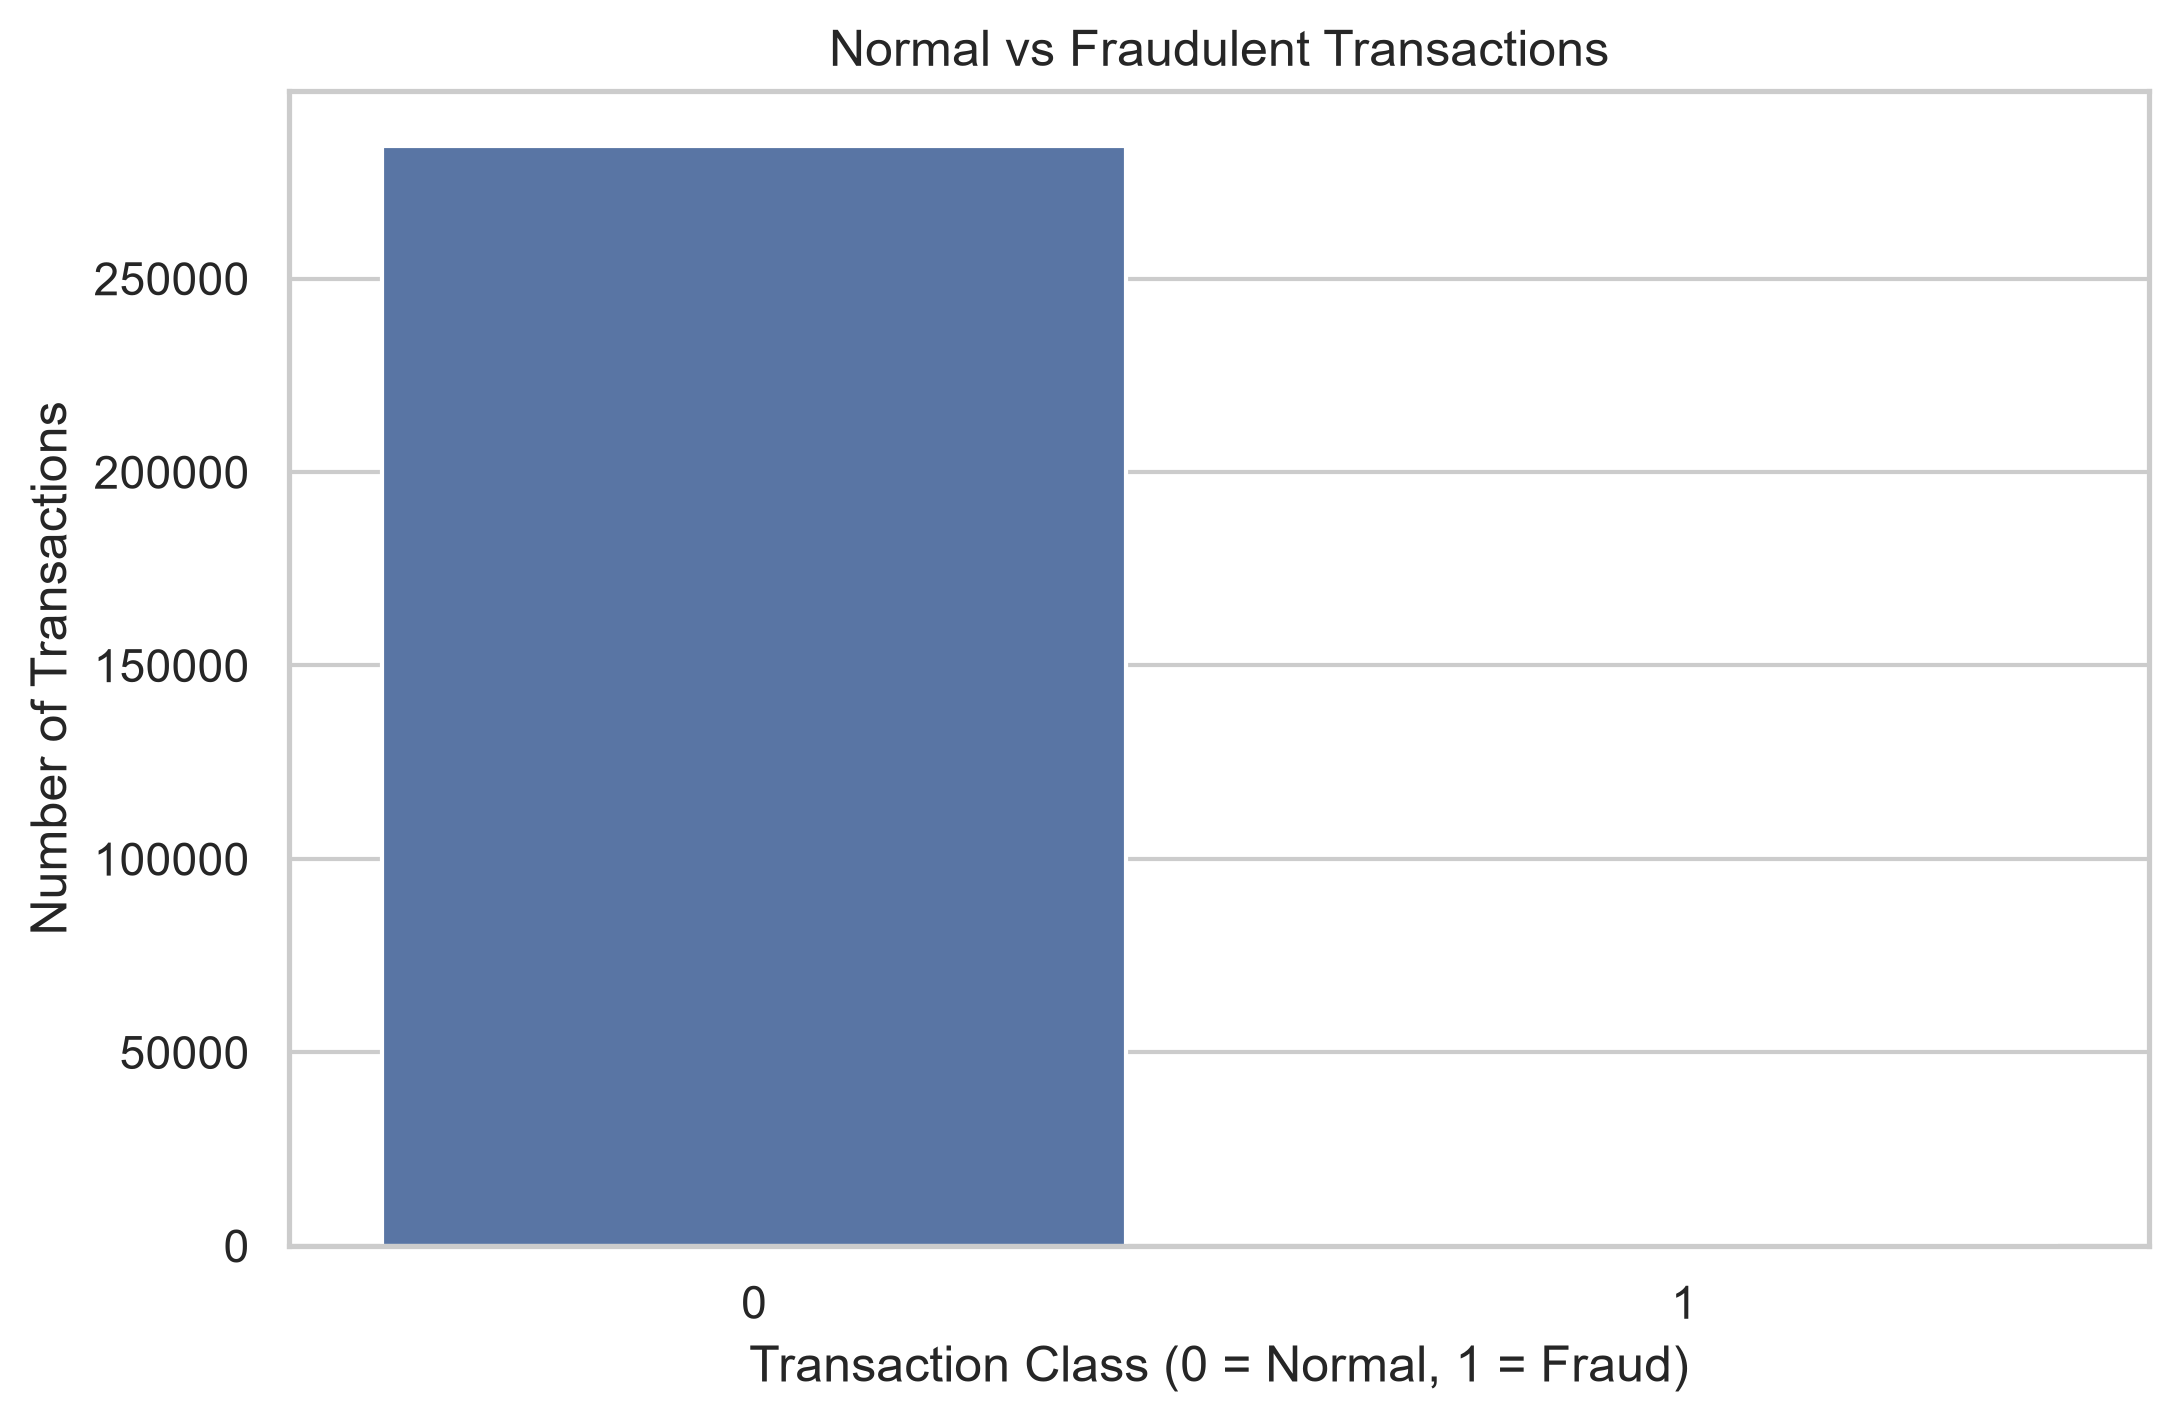 Normal vs Fraudulent Transactions
Number of Transactions
250000
200000
150000
100000
50000
0
0 1
Transaction Class (0 = Normal, 1 = Fraud)